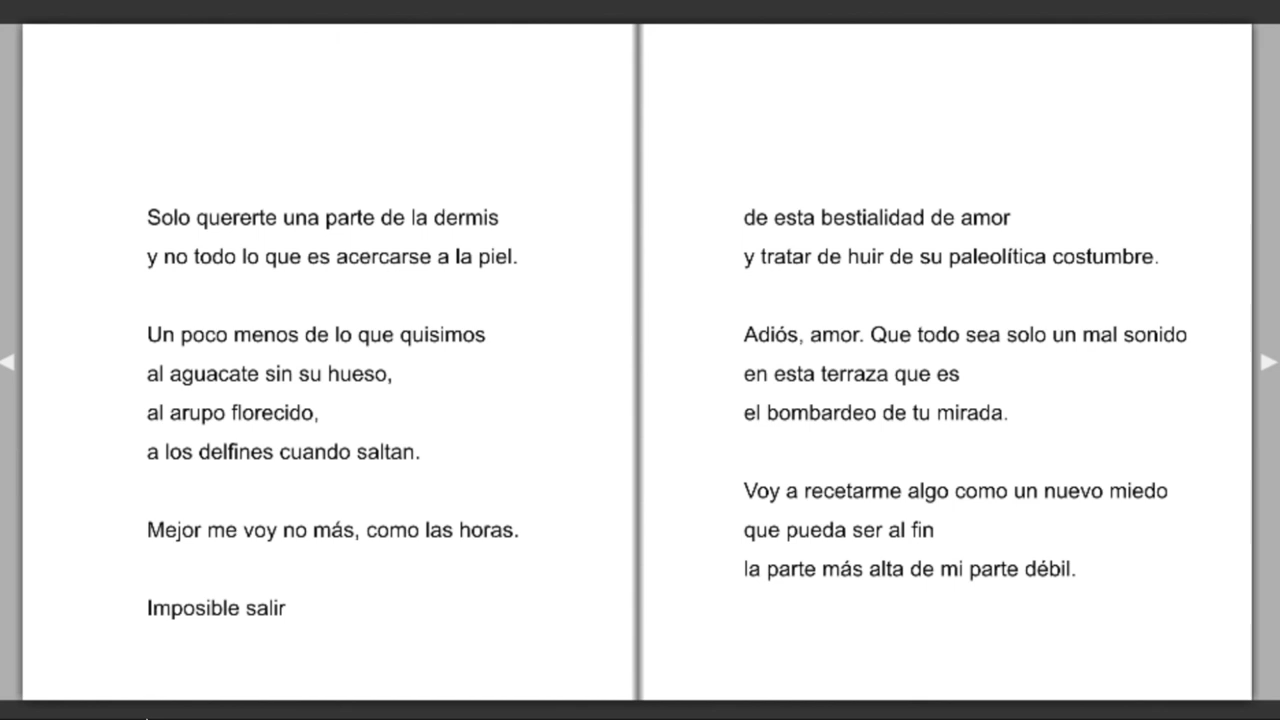 Solo quererte una parte de la dermis
y no todo lo que es acercarse a la piel.
Un poco menos de lo que quisimos
al aguacate sin su hueso,
al arupo florecido,
a los delfines cuando saltan.
Mejor me voy no más, como las horas.
Imposible salir
de esta bestialidad de amor
y tratar de huir de su paleolítica costumbre.
Adiós, amor. Que todo sea solo un mal sonido
en esta terraza que es
el bombardeo de tu mirada.
Voy a recetarme algo como un nuevo miedo
que pueda ser al fin
la parte más alta de mi parte débil.